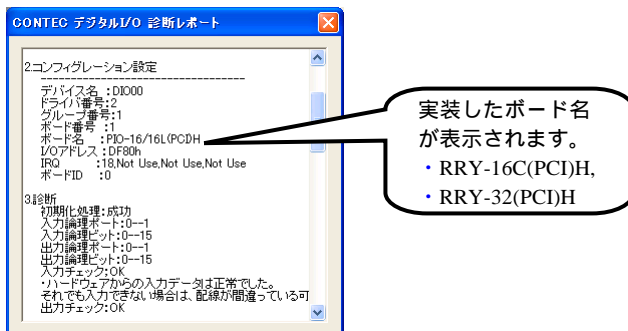 CONTEC デジタルI/O 診断レポート
2.コンフィグレーション設定
----------------------------------
デバイス名 :DIO00
ドライバ番号:2
グループ番号:1
ボード番号 :1
ボード名 :PIO-16/16L(PCI)H
I/Oアドレス :DF80h
IRQ :18,Not Use,Not Use,Not Use
ボードID :0
3.診断
初期化処理:成功
入力論理ポート:0--1
入力論理ビット:0--15
出力論理ポート:0--1
出力論理ビット:0--15
入力チェック:OK
・ハードウェアからの入力データは正常でした。
それでも入力できない場合は、配線が間違っている可
出力チェック:OK
実装したボード名
が表示されます。
・RRY-16C(PCI)H,
・RRY-32(PCI)H